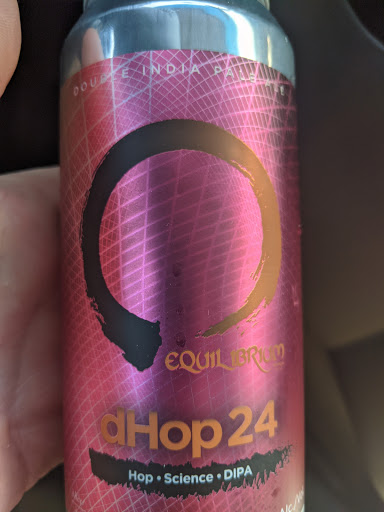 DOUBLE INDIA PALE ALE
EQUILIBRIUM
dHop 24
Hop • Science • DIPA